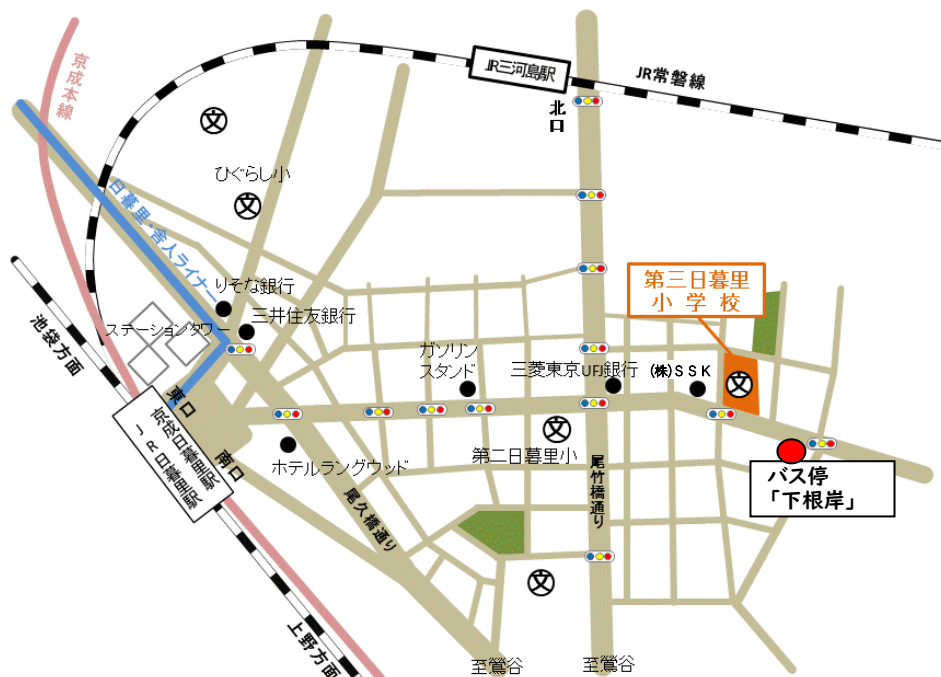 京成本線
JR三河島駅
JR常磐線
北口
文
ひぐらし小
文
日暮里・舎人ライナー
第三日暮里
小学校
りそな銀行
池袋方面
ステーションタワー
三井住友銀行
ガソリン
スタンド
三菱東京UFJ銀行
(株)SSK
文
東口
京成日暮里駅
JR日暮里駅
南口
ホテルラングウッド
文
第二日暮里小
尾竹橋通り
バス停
「下根岸」
尾久橋通り
文
上野方面
至鶯谷
至鶯谷